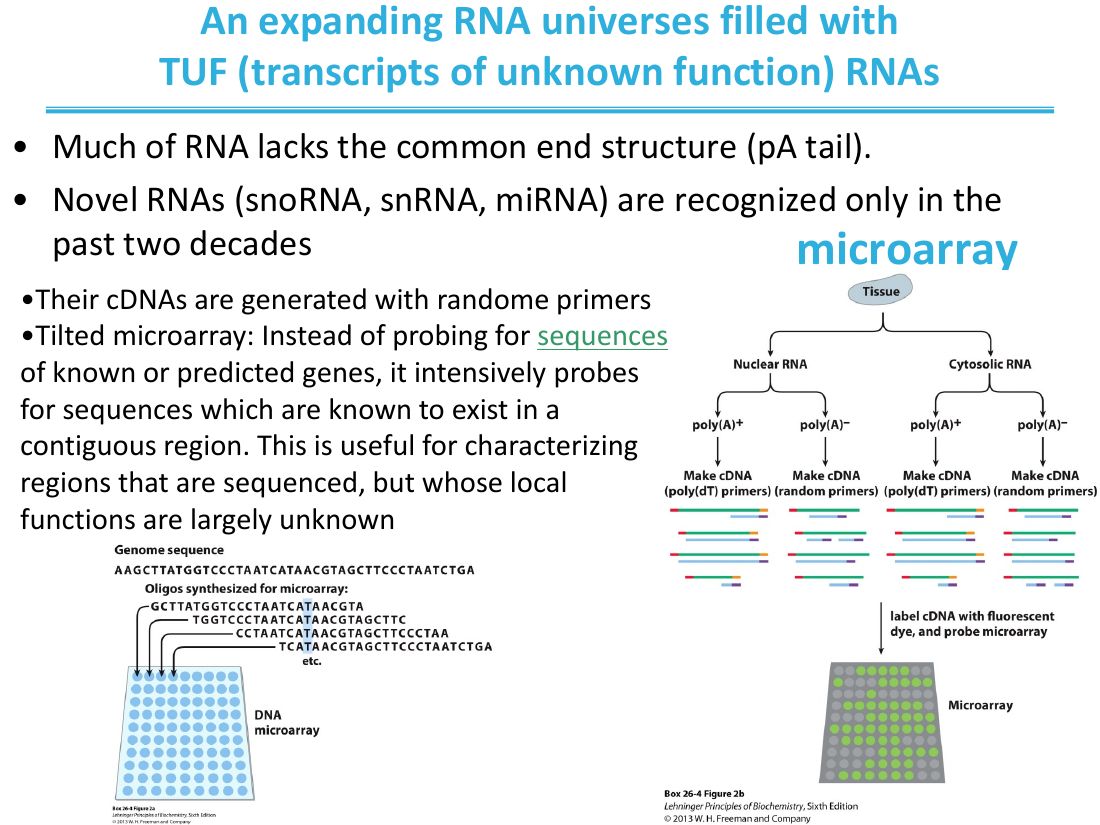 An expanding RNA universes filled with
TUF (transcripts of unknown function) RNAs
• Much of RNA lacks the common end structure (pA tail).
• Novel RNAs (snoRNA, snRNA, miRNA) are recognized only in the
past two decades
microarray
•Their cDNAs are generated with randome primers
•Tilted microarray: Instead of probing for sequences
of known or predicted genes, it intensively probes
for sequences which are known to exist in a
contiguous region. This is useful for characterizing
regions that are sequenced, but whose local
functions are largely unknown
Genome sequence
AAGCTTATGGTCCCTAATCATAACGTAGCTTCCCTAATCTGA
Oligos synthesized for microarray:
GCTTATGGTCCCTAATCATAACGTA
TGGTCCCTAATCATAACGTAGCTTC
CCTAATCATAACGTAGCTTCCCTAA
TCATAACGTAGCTTCCCTAATCTGA
etc.
DNA
microarray
Box 26-4 Figure 2a
Lehninger Principles of Biochemistry, Sixth Edition
© 2013 W. H. Freeman and Company
Tissue
Nuclear RNA Cytosolic RNA
poly(A)+ poly(A)– poly(A)+ poly(A)–
Make cDNA Make cDNA Make cDNA Make cDNA
(poly(dT) primers) (random primers) (poly(dT) primers) (random primers)
label cDNA with fluorescent
dye, and probe microarray
Microarray
Box 26-4 Figure 2b
Lehninger Principles of Biochemistry, Sixth Edition
© 2013 W. H. Freeman and Company